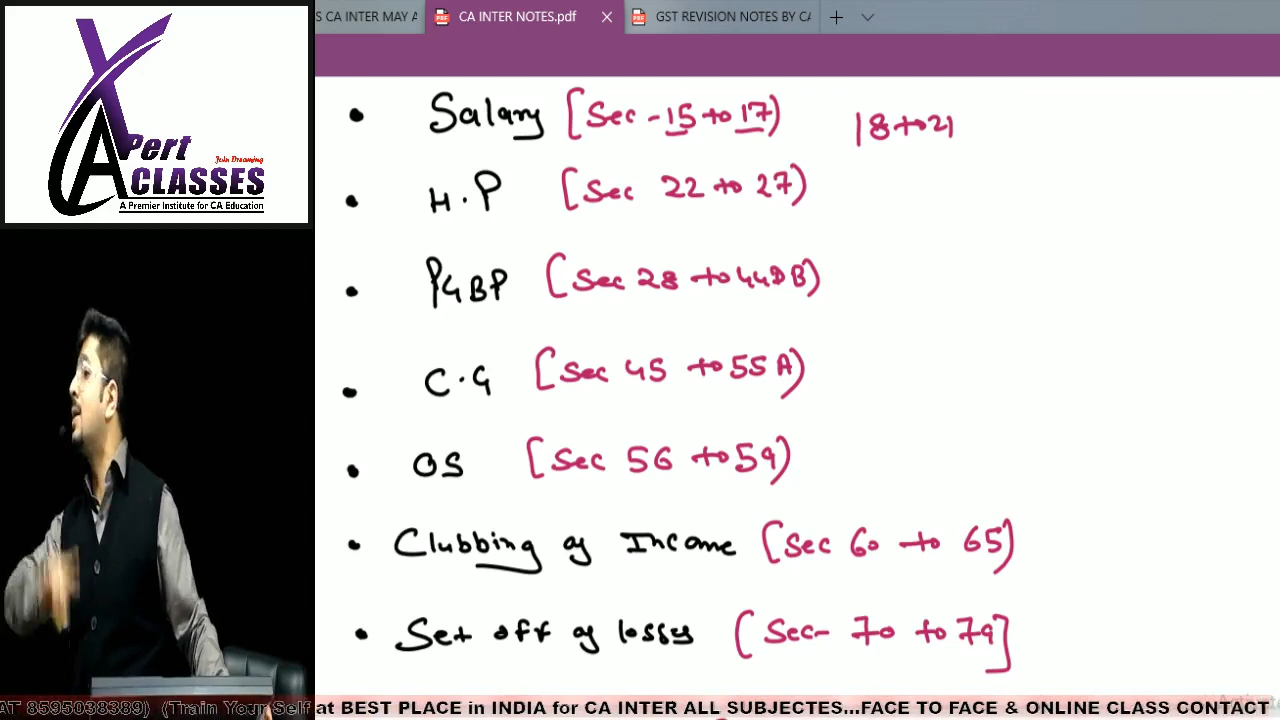 S CA INTER MAY A
CA INTER NOTES.pdf
GST REVISION NOTES BY CA
Pert
Join Dreaming
CA CLASSES
A Premier Institute for CA Education
• Salary [Sec - 15 to 17) 18 to 21
• H.P [Sec 22 to 27)
• PGBP [Sec 28 to 44DB)
• C.G [Sec 45 to 55A)
• OS [Sec 56 to 59)
• Clubbing of Income [Sec 60 to 65)
• Set off of losses [Sec- 70 to 79]
AT 8595038389) (Train Your Self at BEST PLACE in INDIA for CA INTER ALL SUBJECTES...FACE TO FACE & ONLINE CLASS CONTACT